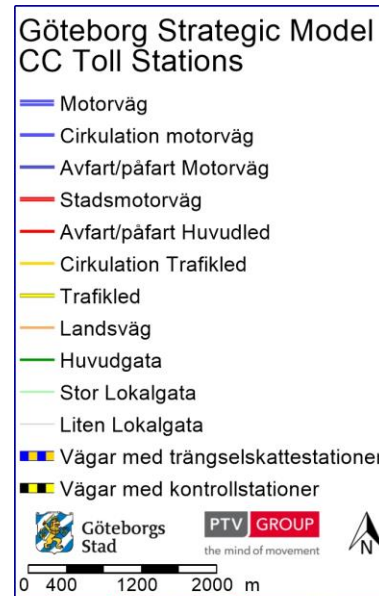 Göteborg Strategic Model
CC Toll Stations
Motorväg
Cirkulation motorväg
Avfart/påfart Motorväg
Stadsmotorväg
Avfart/påfart Huvudled
Cirkulation Trafikled
Trafikled
Landsväg
Huvudgata
Stor Lokalgata
Liten Lokalgata
Vägar med trängselskattestationer
Vägar med kontrollstationer
Göteborgs
Stad
PTV GROUP
the mind of movement
N
0 400 1200 2000 m